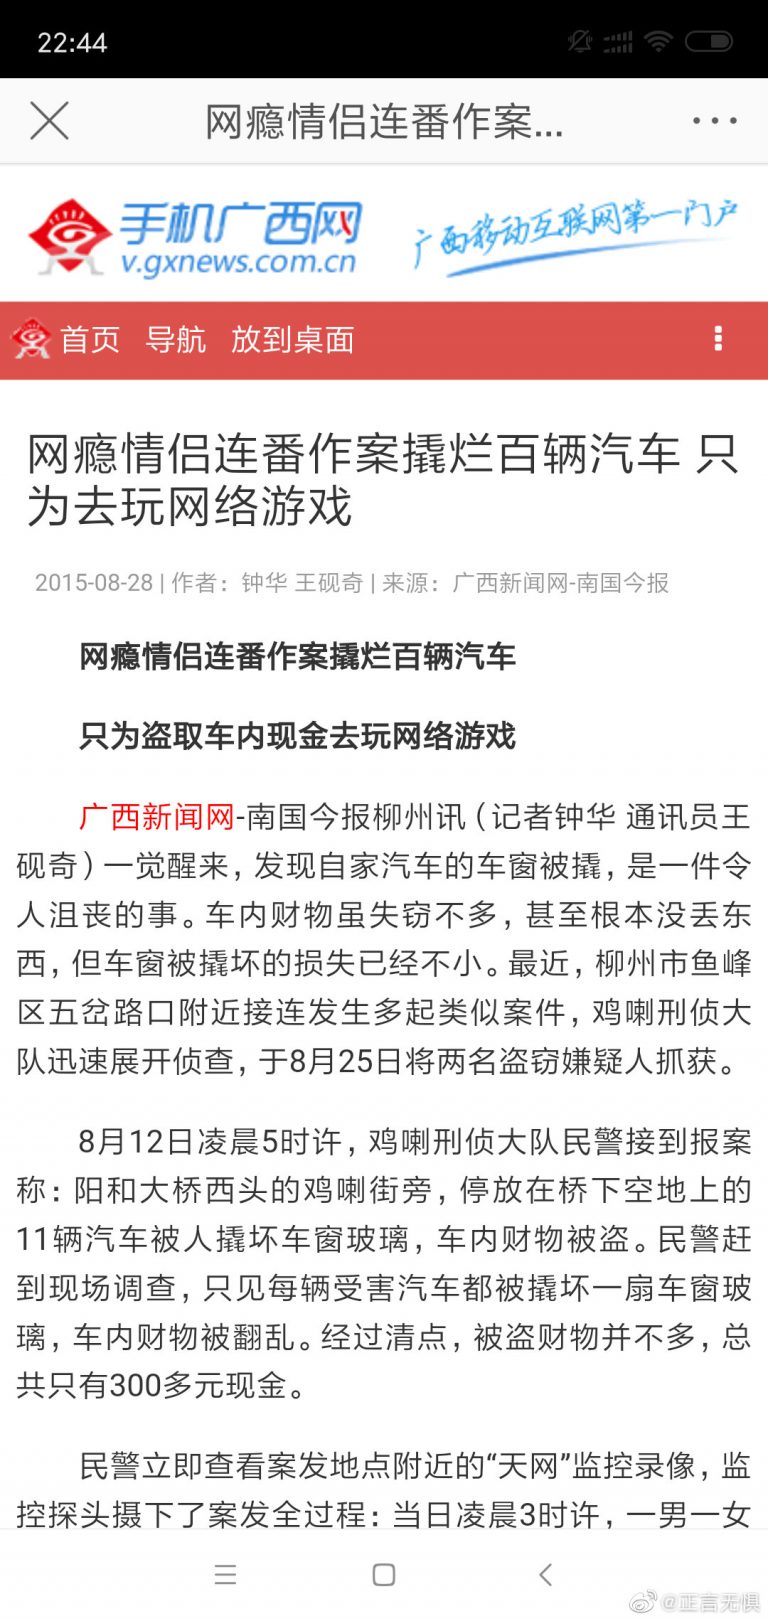 22:44
网瘾情侣连番作案...
手机广西网
v.gxnews.com.cn
广西移动互联网第一门户
首页 导航 放到桌面
网瘾情侣连番作案撬烂百辆汽车 只
为去玩网络游戏
2015-08-28 | 作者：钟华 王砚奇 | 来源：广西新闻网-南国今报
网瘾情侣连番作案撬烂百辆汽车
只为盗取车内现金去玩网络游戏
广西新闻网-南国今报柳州讯（记者钟华 通讯员王
砚奇）一觉醒来，发现自家汽车的车窗被撬，是一件令
人沮丧的事。车内财物虽失窃不多，甚至根本没丢东
西，但车窗被撬坏的损失已经不小。最近，柳州市鱼峰
区五岔路口附近接连发生多起类似案件，鸡喇刑侦大
队迅速展开侦查，于8月25日将两名盗窃嫌疑人抓获。
8月12日凌晨5时许，鸡喇刑侦大队民警接到报案
称：阳和大桥西头的鸡喇街旁，停放在桥下空地上的
11辆汽车被人撬坏车窗玻璃，车内财物被盗。民警赶
到现场调查，只见每辆受害汽车都被撬坏一扇车窗玻
璃，车内财物被翻乱。经过清点，被盗财物并不多，总
共只有300多元现金。
民警立即查看案发地点附近的“天网”监控录像，监
控探头摄下了案发全过程：当日凌晨3时许，一男一女
@正言无惧